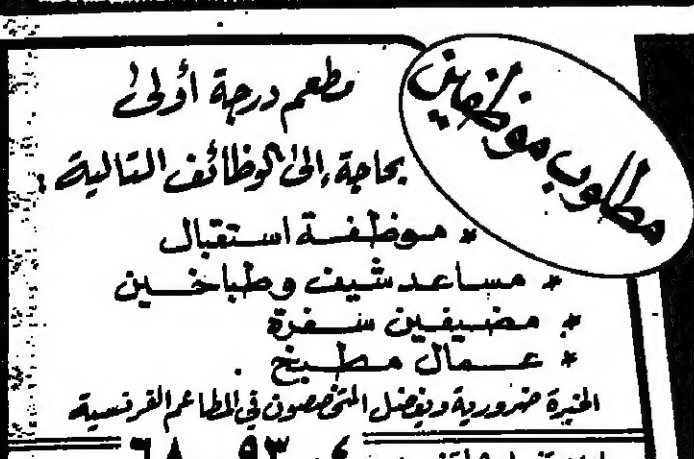 مطلوب موظفين
مطعم درجة أولى
بحاجة إلى الوظائف التالية :
* موظفة استقبال
* مساعد شيف وطباخين
* مضيفين سفرة
* عمال مطبخ
الخبرة ضرورية ويفضل المتخصصون في المطاعم الفرنسية